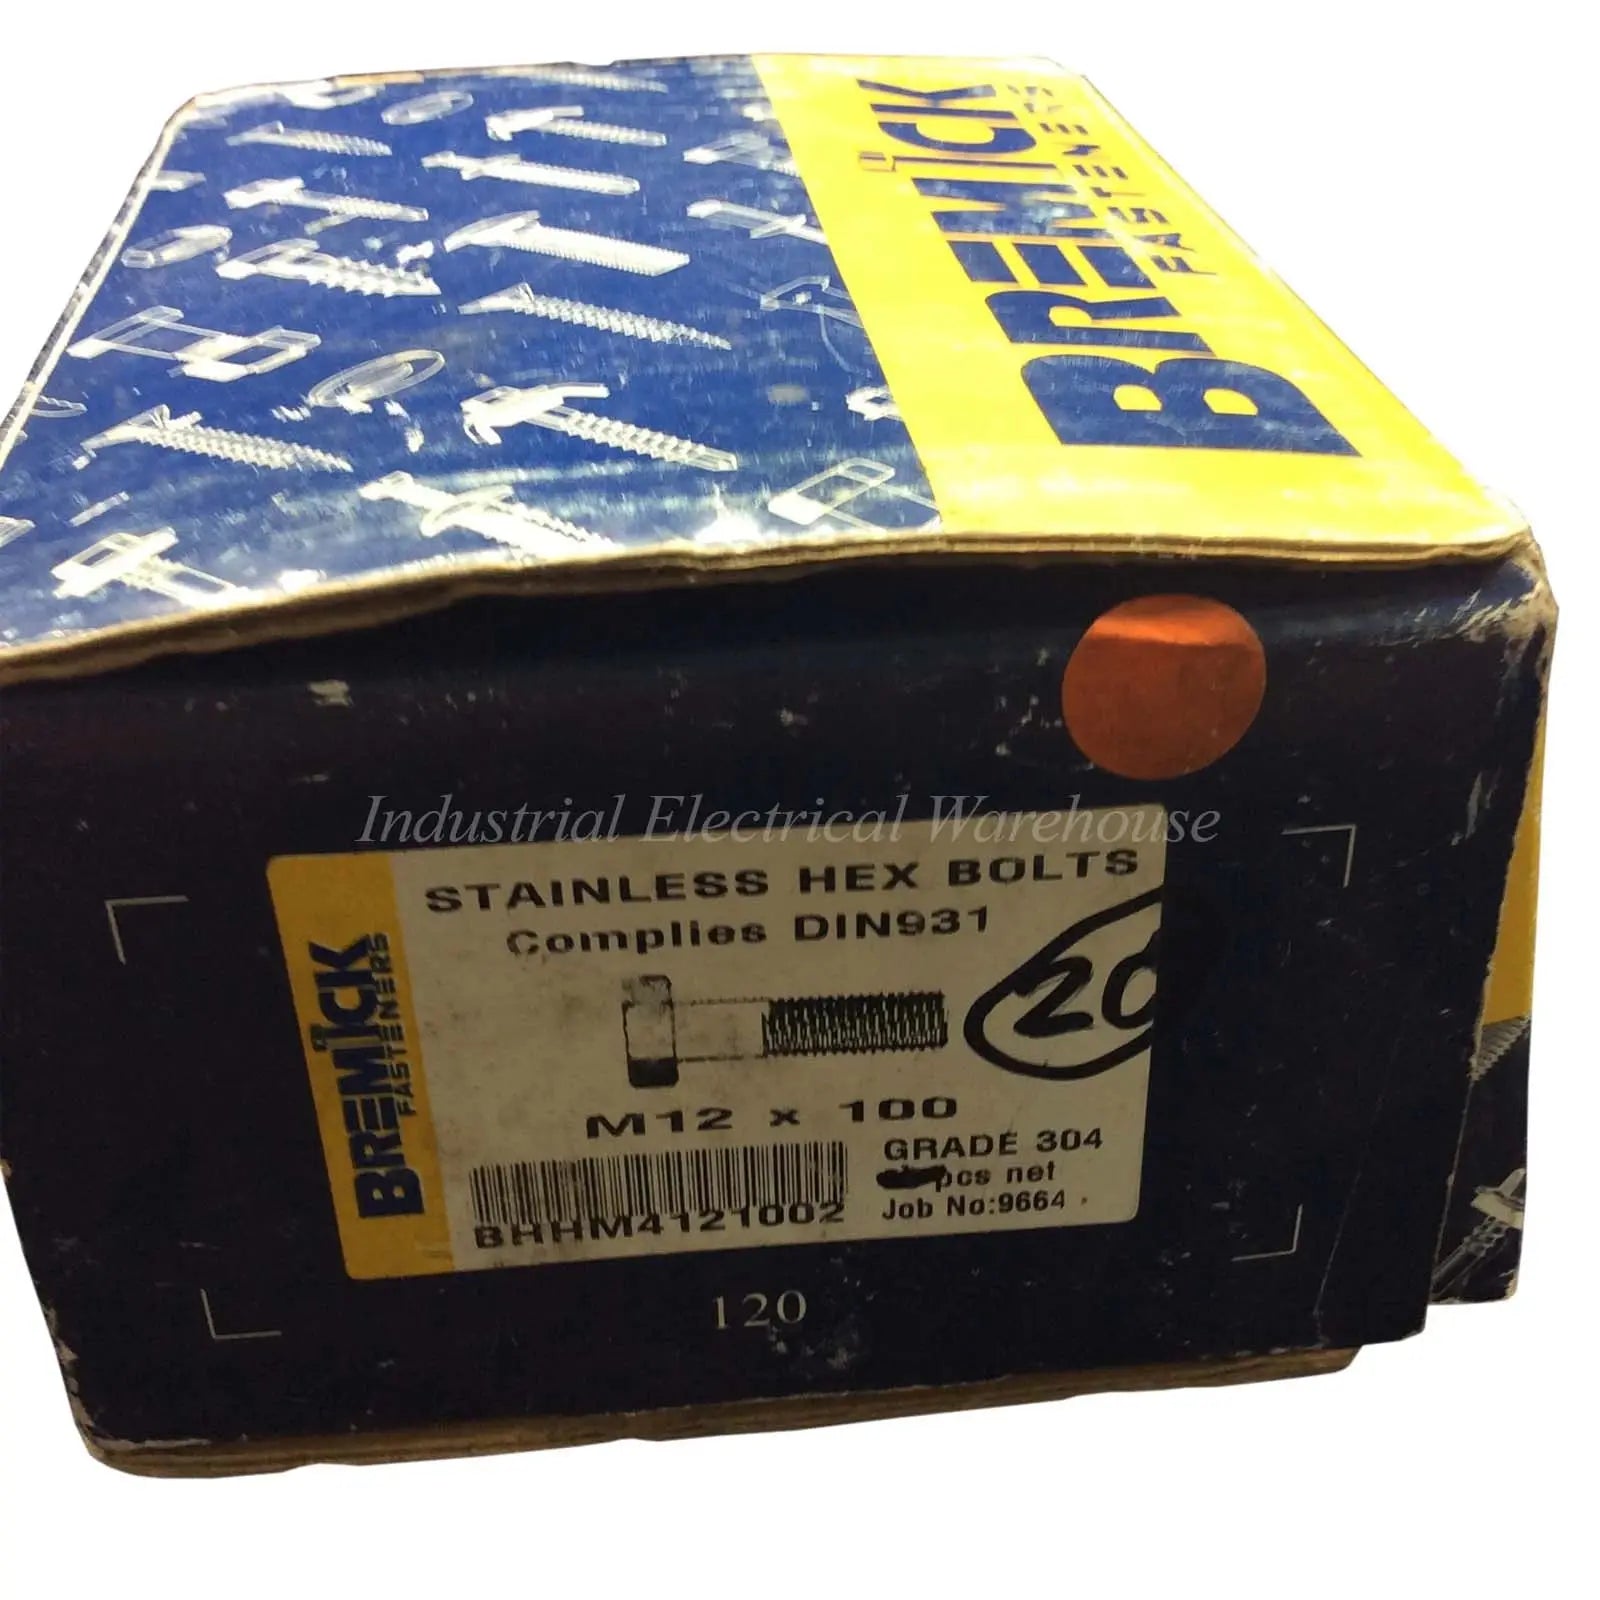 BREMICK
FASTENERS
Industrial Electrical Warehouse
STAINLESS HEX BOLTS
Complies DIN931
20
BREMICK
FASTENERS
M12 x 100
GRADE 304
pcs net
Job No:9664
BHHM4121002
120